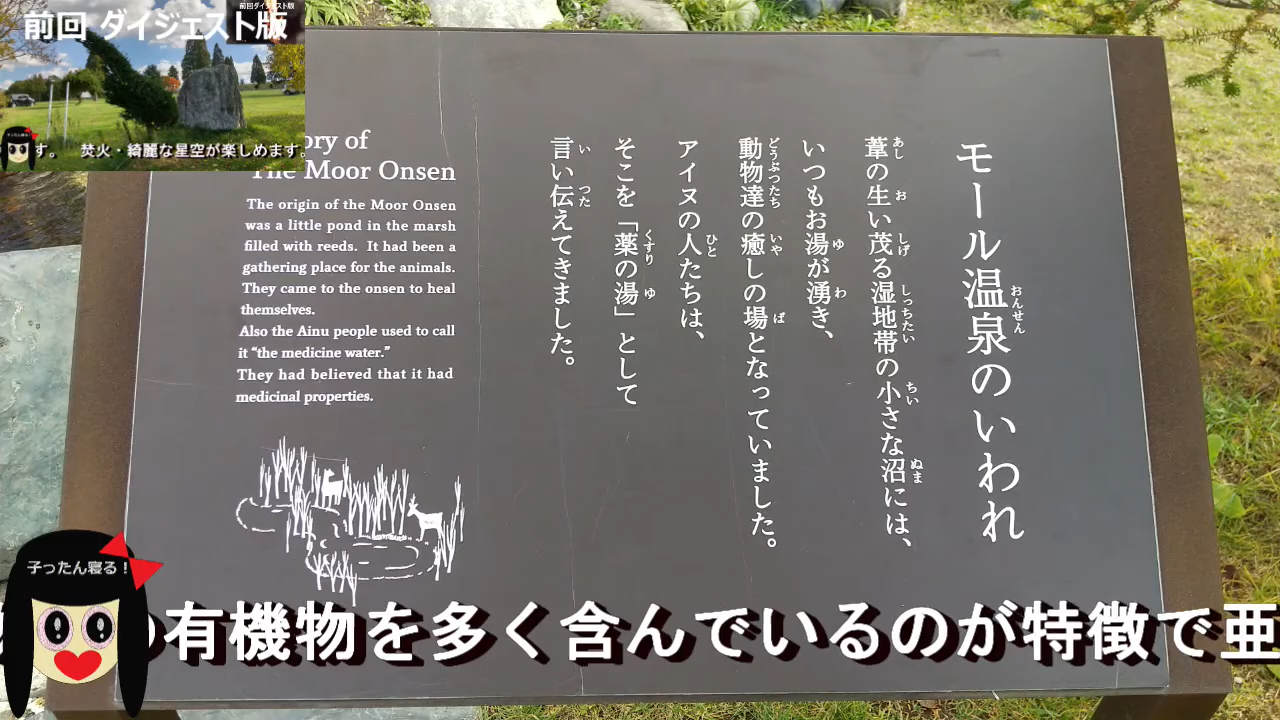 前回 ダイジェスト版
前回ダイジェスト版
す。 焚火・綺麗な星空が楽しめます。
モール温泉のいわれ
葦の生い茂る湿地帯の小さな沼には、
いつもお湯が湧き、
動物達の癒しの場となっていました。
アイヌの人たちは、
そこを「薬の湯」として
言い伝えてきました。
ory of
The Moor Onsen
The origin of the Moor Onsen
was a little pond in the marsh
filled with reeds. It had been a
gathering place for the animals.
They came to the onsen to heal
themselves.
Also the Ainu people used to call
it “the medicine water.”
They had believed that it had
medicinal properties.
子ったん寝る!
の有機物を多く含んでいるのが特徴で亜